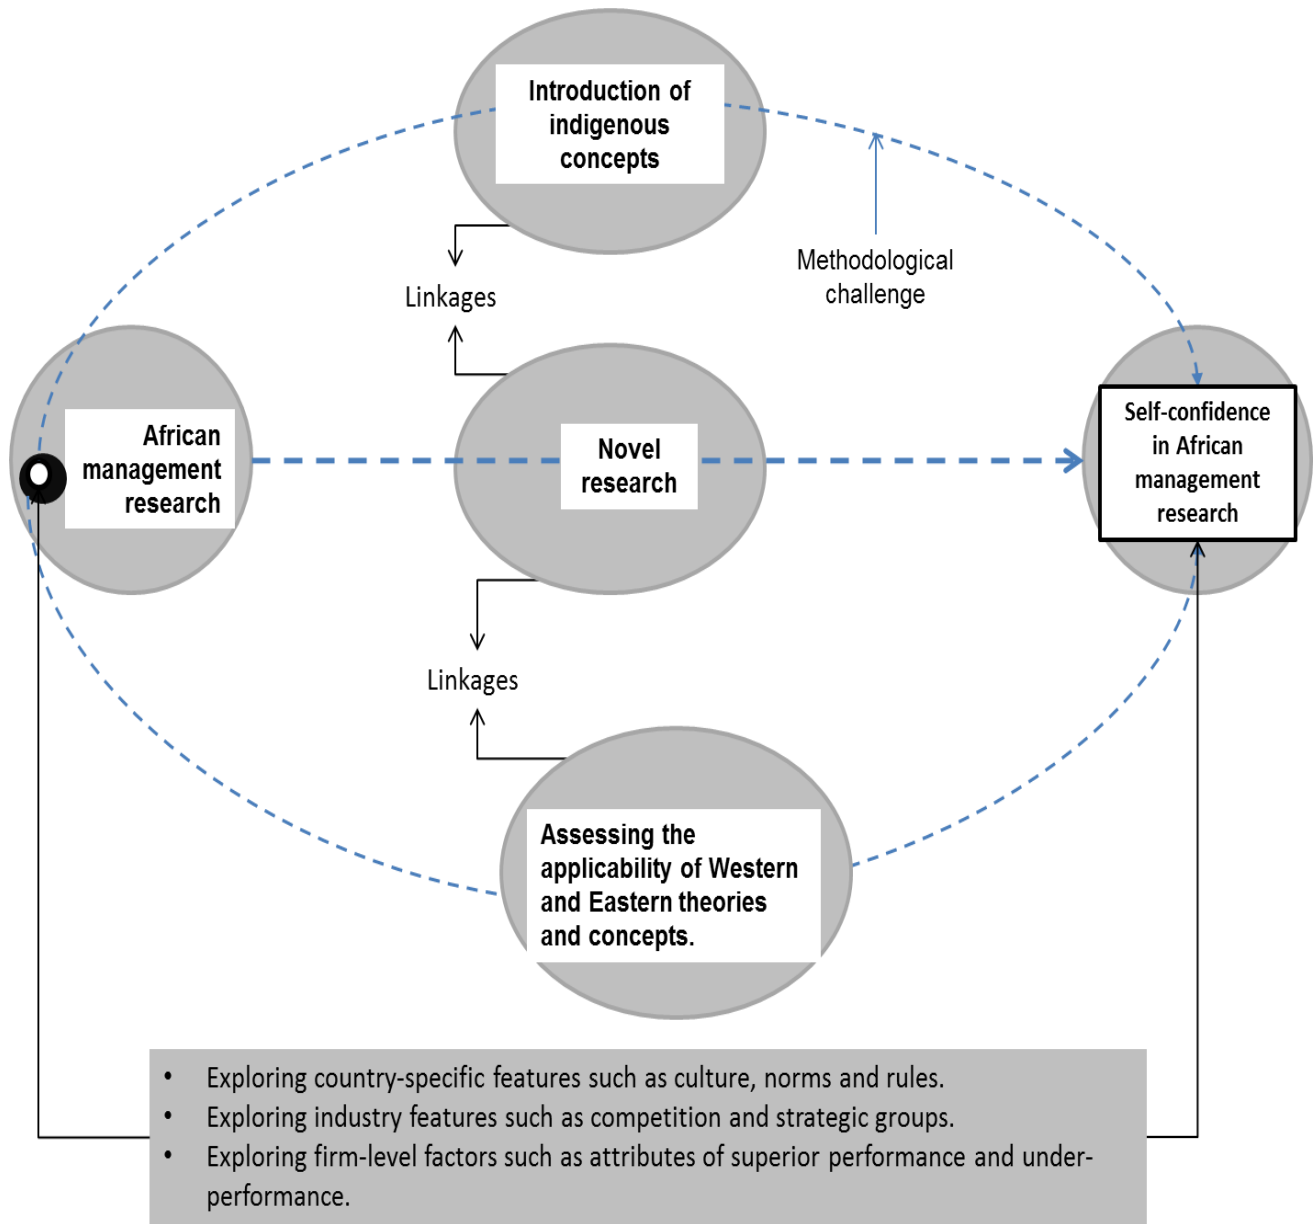 Introduction of
indigenous
concepts
Methodological
challenge
Linkages
African
management
research
Novel
research
Self-confidence
in African
management
research
Linkages
Assessing the
applicability of Western
and Eastern theories
and concepts.
• Exploring country-specific features such as culture, norms and rules.
• Exploring industry features such as competition and strategic groups.
• Exploring firm-level factors such as attributes of superior performance and under-
performance.